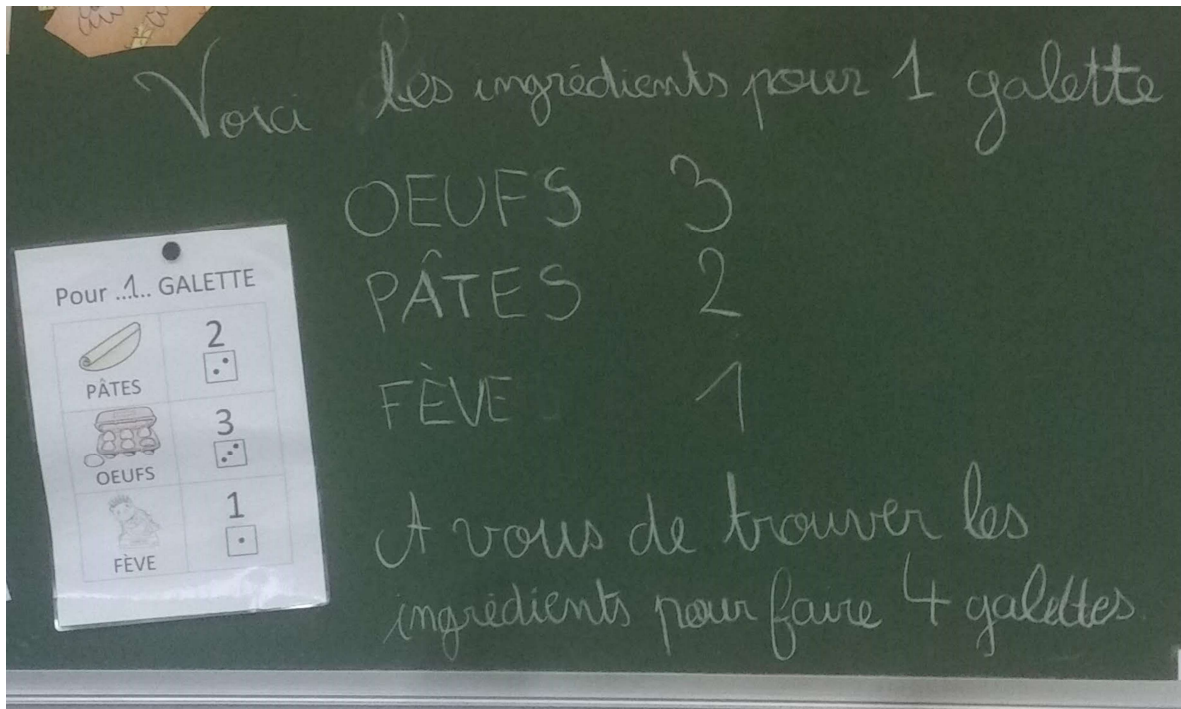 Voici les ingrédients pour 1 galette
OEUFS 3
PÂTES 2
FÈVE 1
A vous de trouver les
ingrédients pour faire 4 galettes.
Pour ...1... GALETTE
PÂTES 2
OEUFS 3
FÈVE 1